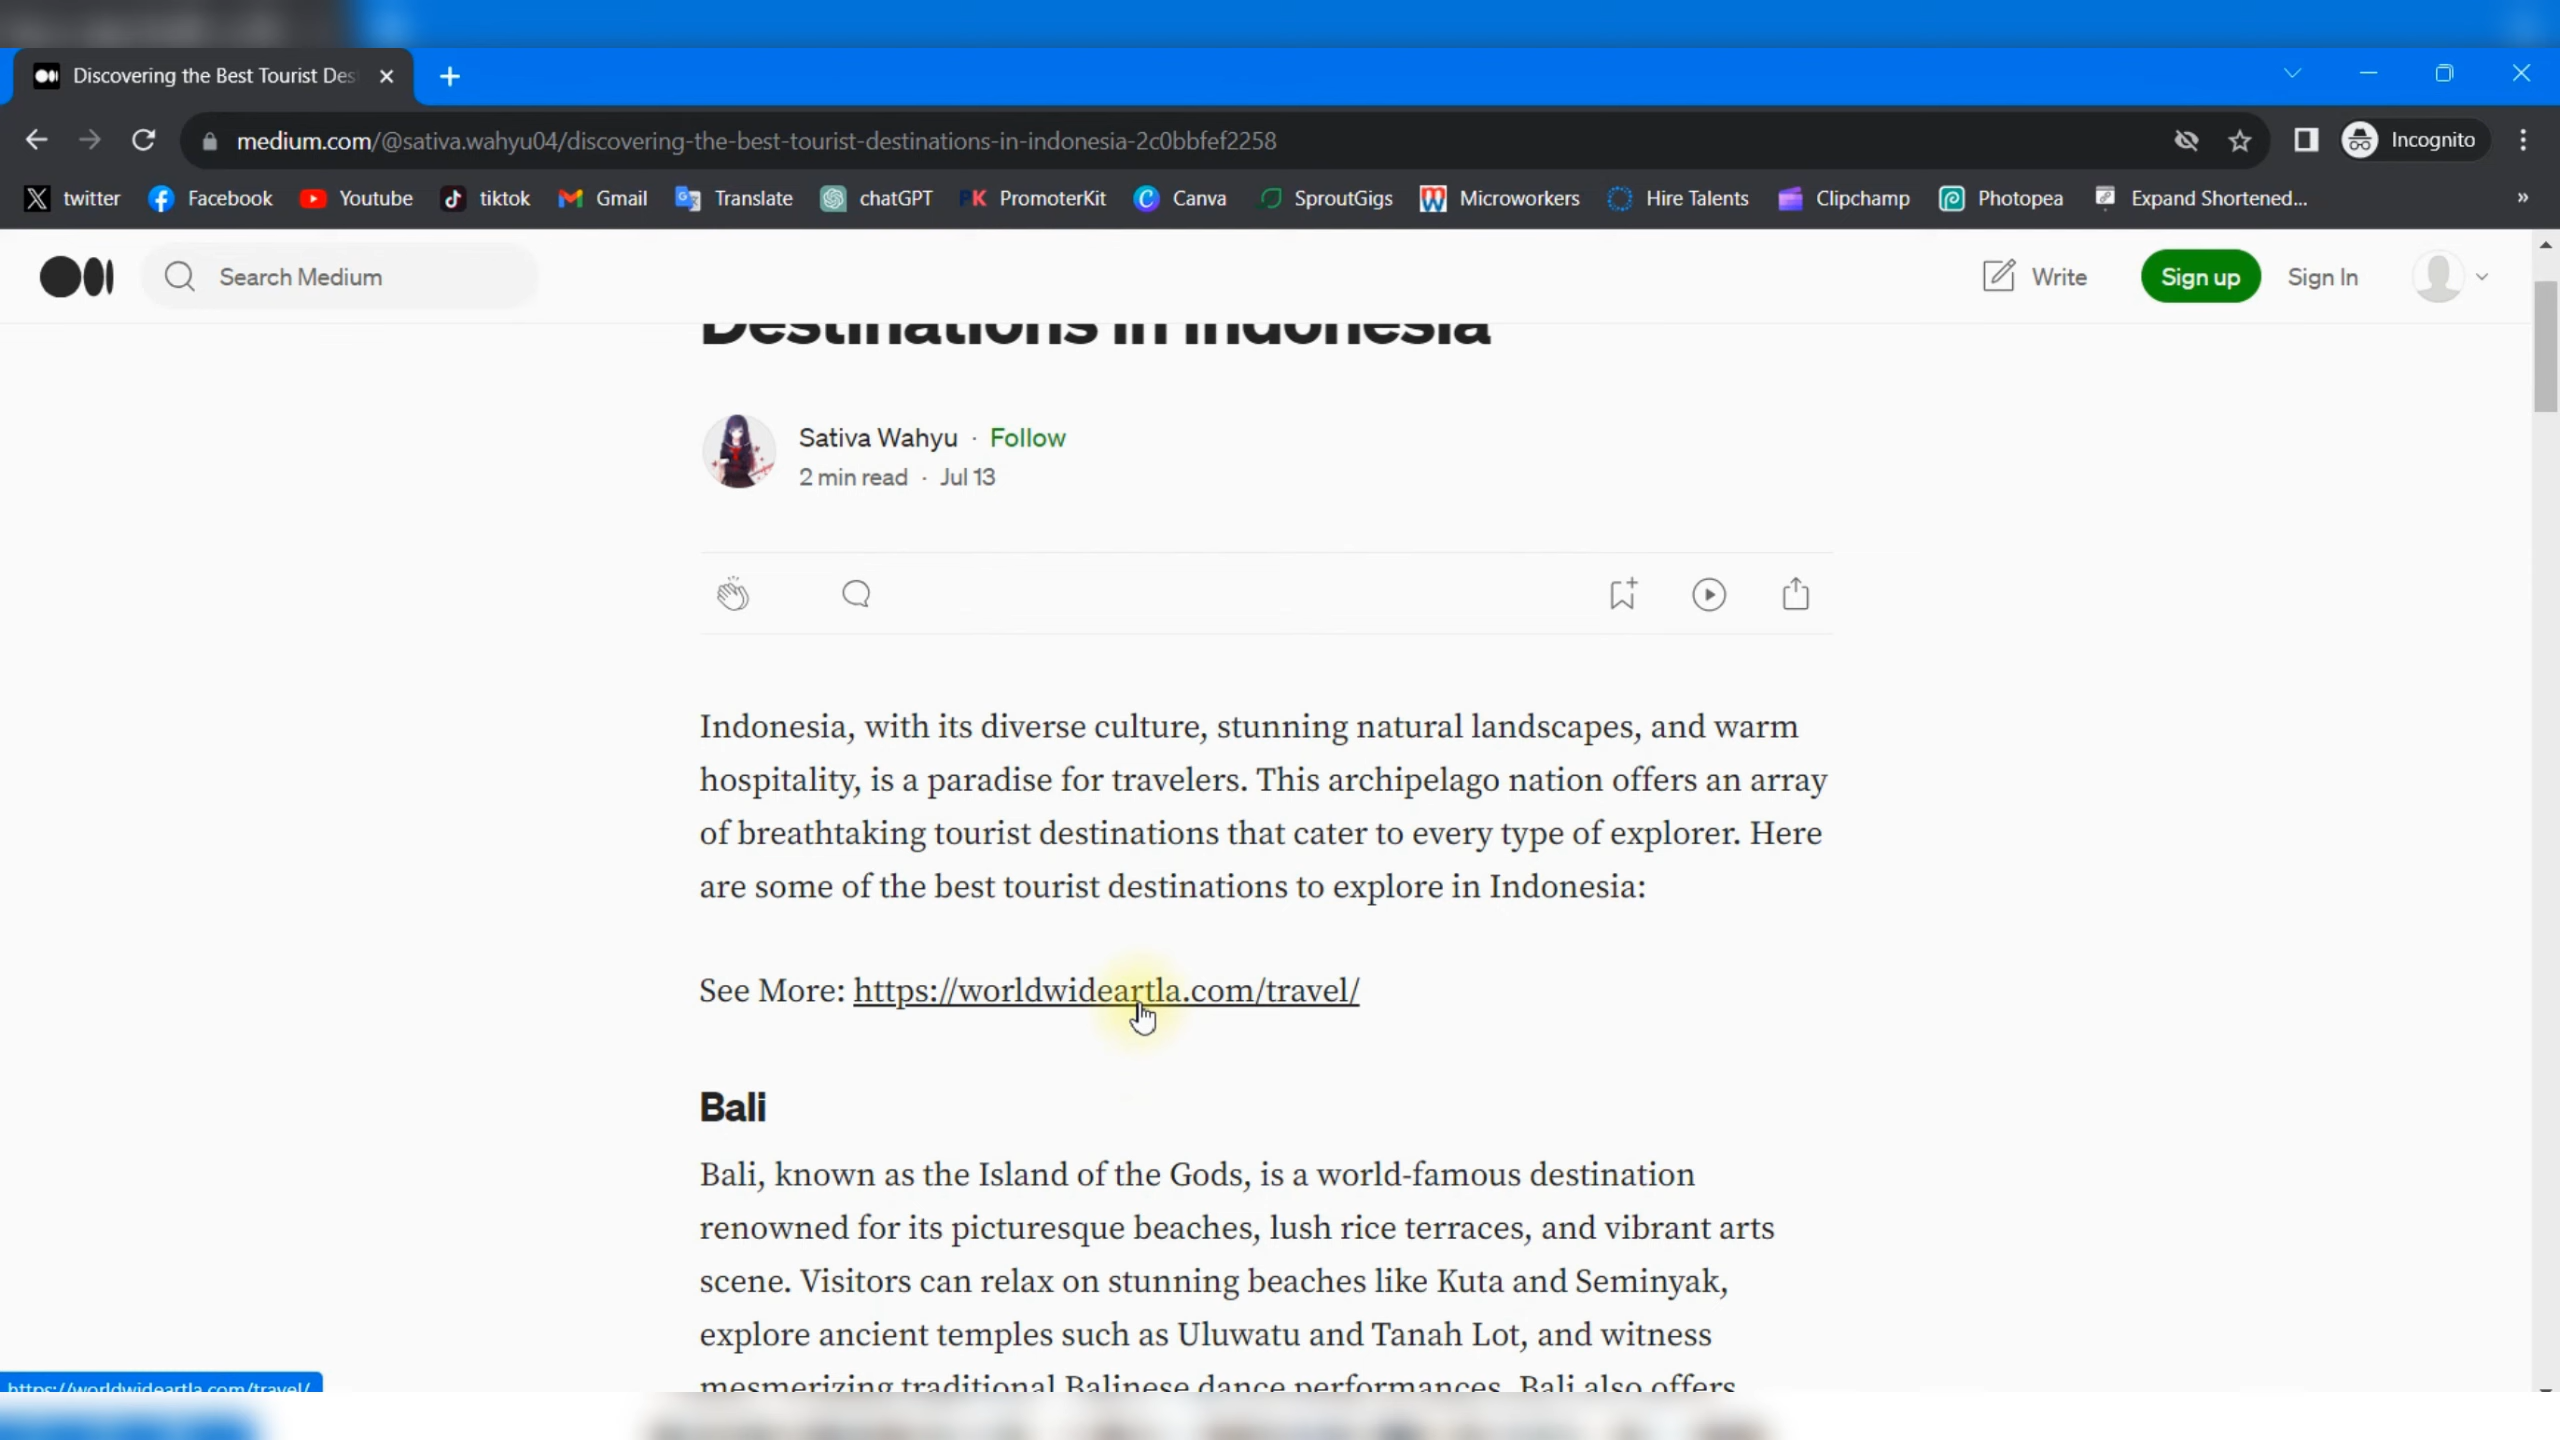 Discovering the Best Tourist Des
medium.com/@sativa.wahyu04/discovering-the-best-tourist-destinations-in-indonesia-2c0bbfef2258
Incognito
twitter Facebook Youtube tiktok Gmail Translate chatGPT PromoterKit Canva SproutGigs Microworkers Hire Talents Clipchamp Photopea Expand Shortened... »
Search Medium
Write Sign up Sign In
Destinations in Indonesia
Sativa Wahyu · Follow
2 min read · Jul 13
Indonesia, with its diverse culture, stunning natural landscapes, and warm
hospitality, is a paradise for travelers. This archipelago nation offers an array
of breathtaking tourist destinations that cater to every type of explorer. Here
are some of the best tourist destinations to explore in Indonesia:
See More: https://worldwideartla.com/travel/
Bali
Bali, known as the Island of the Gods, is a world-famous destination
renowned for its picturesque beaches, lush rice terraces, and vibrant arts
scene. Visitors can relax on stunning beaches like Kuta and Seminyak,
explore ancient temples such as Uluwatu and Tanah Lot, and witness
mesmerizing traditional Balinese dance performances. Bali also offers
https://worldwideartla.com/travel/